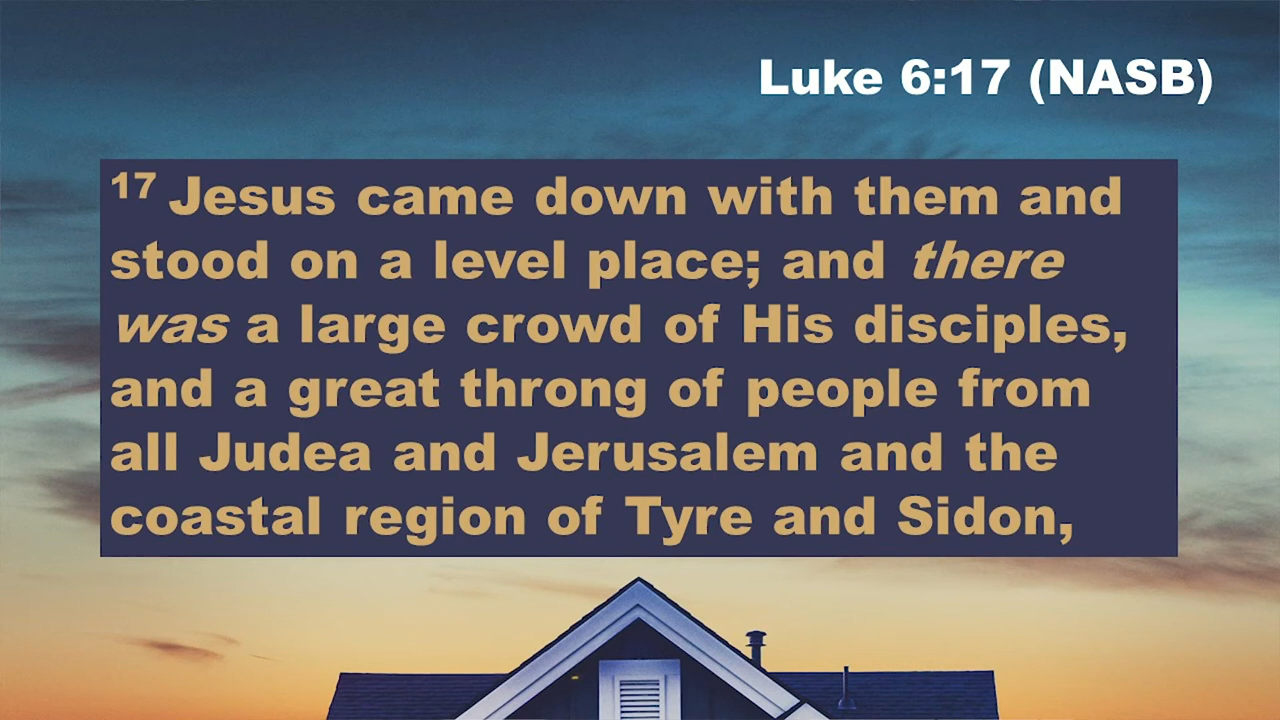 Luke 6:17 (NASB)
17 Jesus came down with them and
stood on a level place; and there
was a large crowd of His disciples,
and a great throng of people from
all Judea and Jerusalem and the
coastal region of Tyre and Sidon,